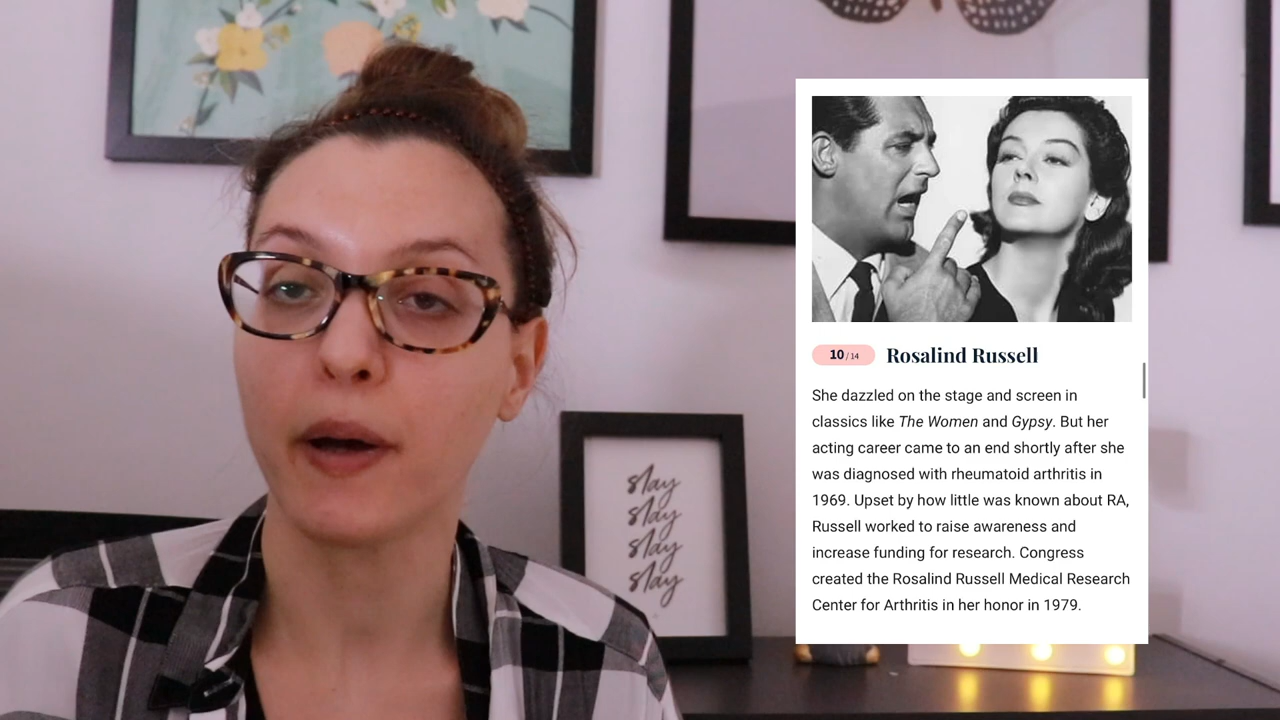 slay
slay
slay
slay
10 / 14 Rosalind Russell
She dazzled on the stage and screen in
classics like The Women and Gypsy. But her
acting career came to an end shortly after she
was diagnosed with rheumatoid arthritis in
1969. Upset by how little was known about RA,
Russell worked to raise awareness and
increase funding for research. Congress
created the Rosalind Russell Medical Research
Center for Arthritis in her honor in 1979.